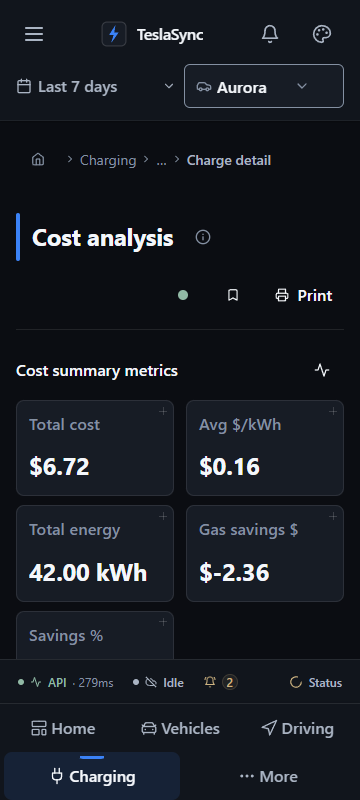 TeslaSync
Last 7 days
Aurora
Charging
...
Charge detail
Cost analysis
Print
Cost summary metrics
Total cost
$6.72
Avg $/kWh
$0.16
Total energy
42.00 kWh
Gas savings $
$-2.36
Savings %
API · 279ms
Idle
2
Status
Home
Vehicles
Driving
Charging
More